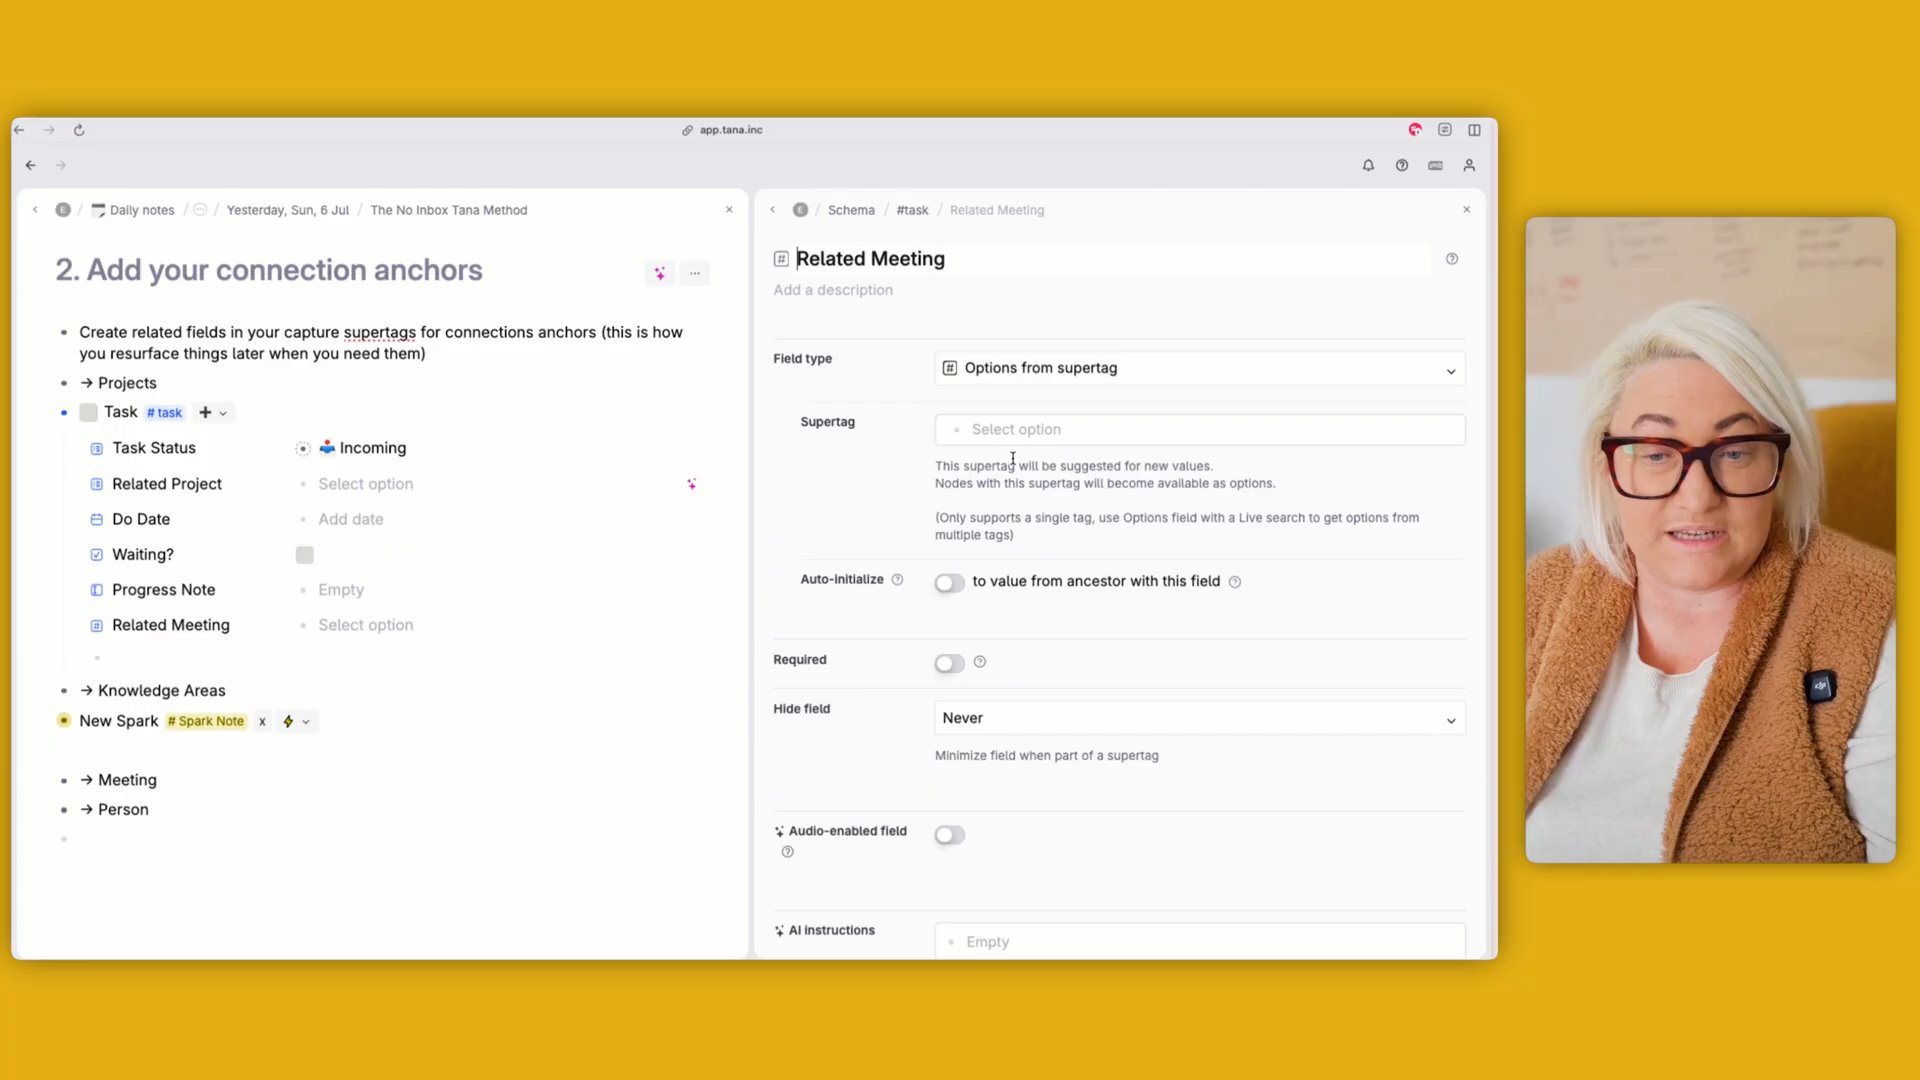 app.tana.inc
E / Daily notes / / Yesterday, Sun, 6 Jul / The No Inbox Tana Method
2. Add your connection anchors
Create related fields in your capture supertags for connections anchors (this is how
you resurface things later when you need them)
→ Projects
Task # task
Task Status Incoming
Related Project Select option
Do Date Add date
Waiting?
Progress Note Empty
Related Meeting Select option
→ Knowledge Areas
New Spark # Spark Note x
→ Meeting
→ Person
E / Schema / #task / Related Meeting
# Related Meeting
Add a description
Field type # Options from supertag
Supertag Select option
This supertag will be suggested for new values.
Nodes with this supertag will become available as options.
(Only supports a single tag, use Options field with a Live search to get options from
multiple tags)
Auto-initialize to value from ancestor with this field
Required
Hide field Never
Minimize field when part of a supertag
Audio-enabled field
AI instructions Empty